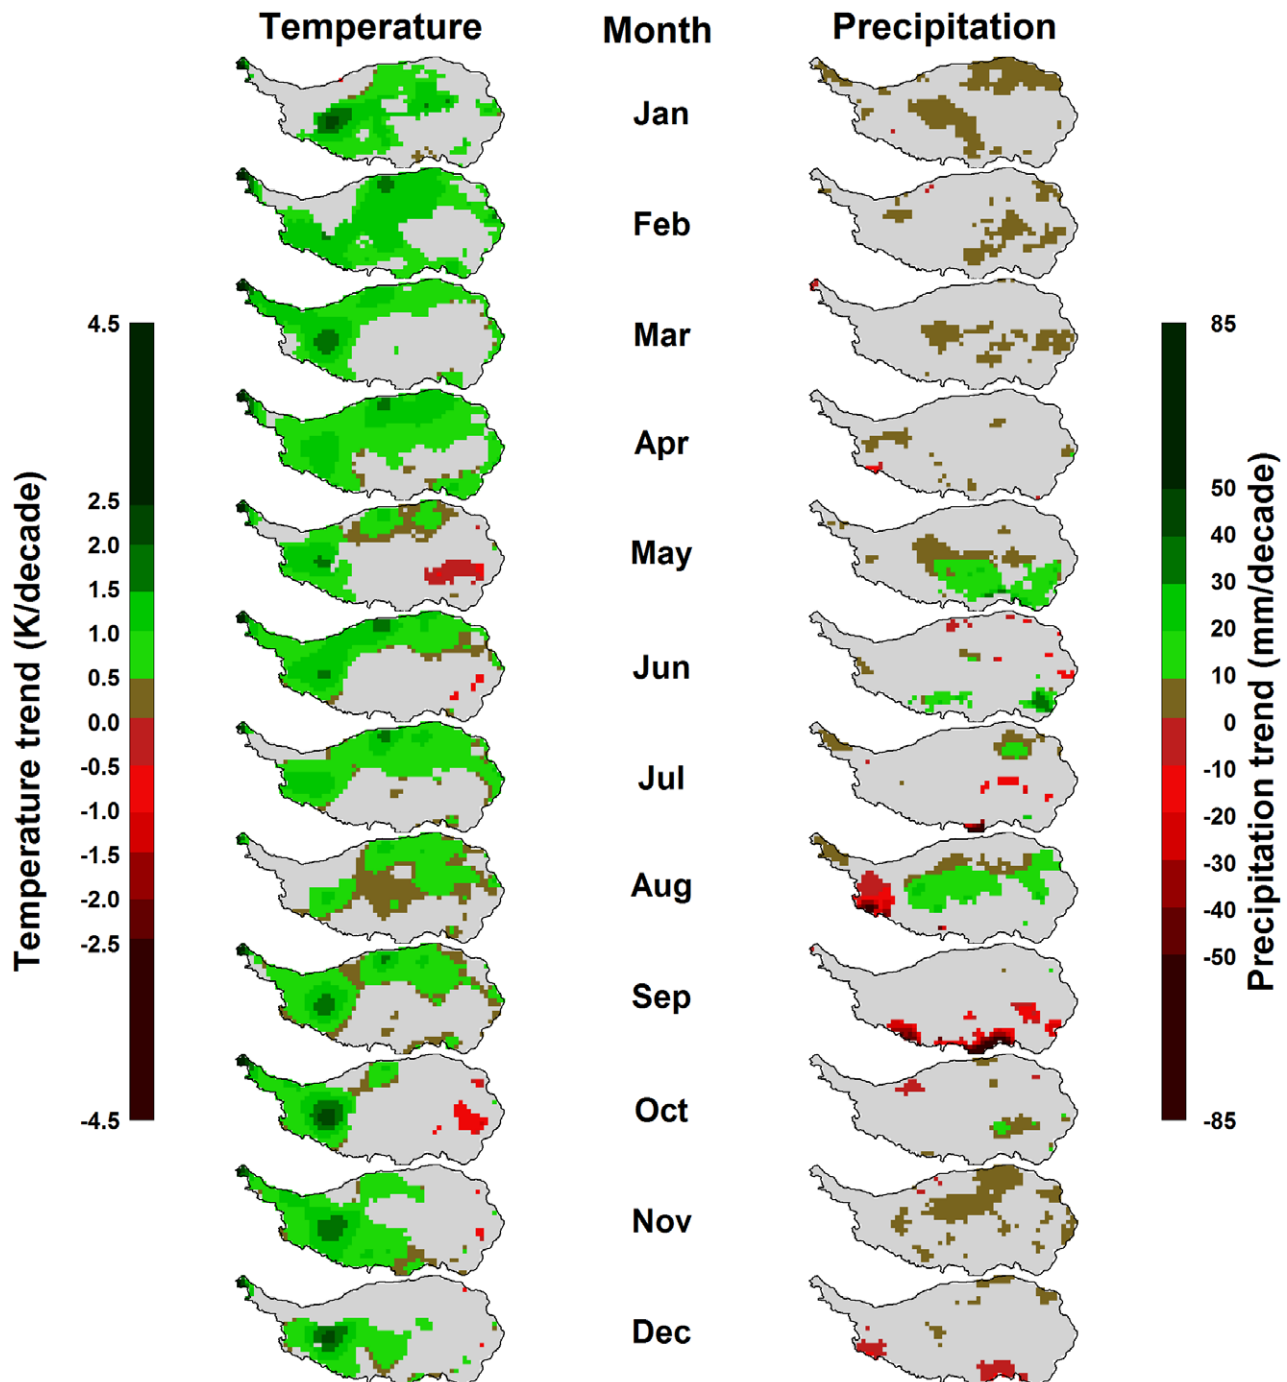 Temperature Month Precipitation
Jan
Feb
Mar
Apr
May
Jun
Jul
Aug
Sep
Oct
Nov
Dec
Temperature trend (K/decade)
4.5
2.5
2.0
1.5
1.0
0.5
0.0
-0.5
-1.0
-1.5
-2.0
-2.5
-4.5
85
50
40
30
20
10
0
-10
-20
-30
-40
-50
-85
Precipitation trend (mm/decade)